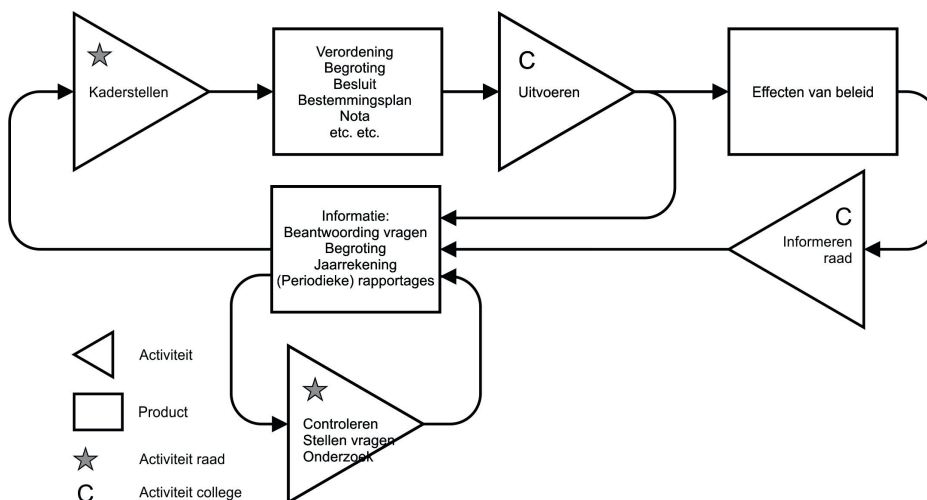 Kaderstellen
Verordening
Begroting
Besluit
Bestemmingsplan
Nota
etc. etc.
C
Uitvoeren
Effecten van beleid
Informatie:
Beantwoording vragen
Begroting
Jaarrekening
(Periodieke) rapportages
C
Informeren
raad
Controleren
Stellen vragen
Onderzoek
Activiteit
Product
Activiteit raad
C Activiteit college